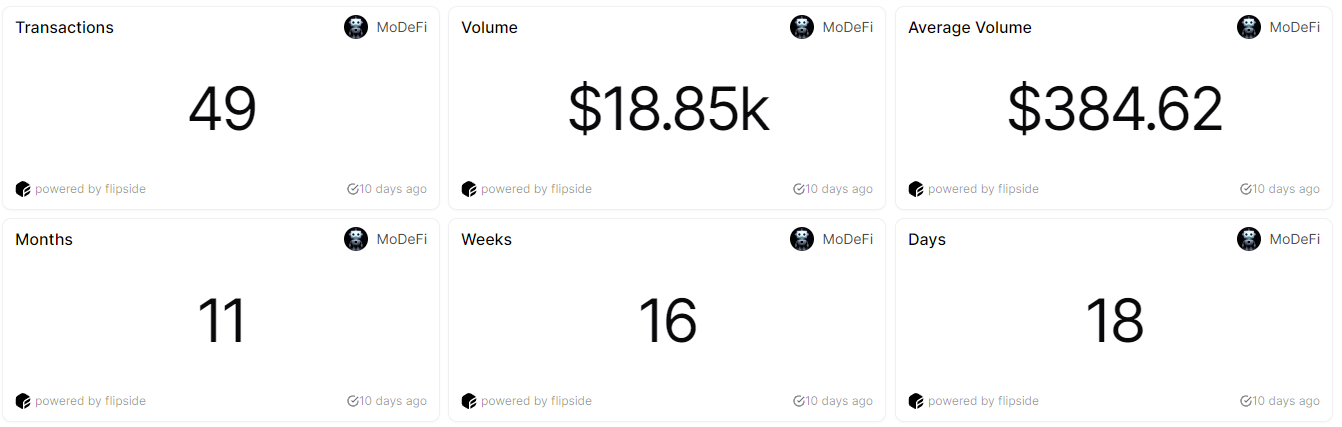 Transactions
MoDeFi
49
powered by flipside
10 days ago
Volume
MoDeFi
$18.85k
powered by flipside
10 days ago
Average Volume
MoDeFi
$384.62
powered by flipside
10 days ago
Months
MoDeFi
11
powered by flipside
10 days ago
Weeks
MoDeFi
16
powered by flipside
10 days ago
Days
MoDeFi
18
powered by flipside
10 days ago